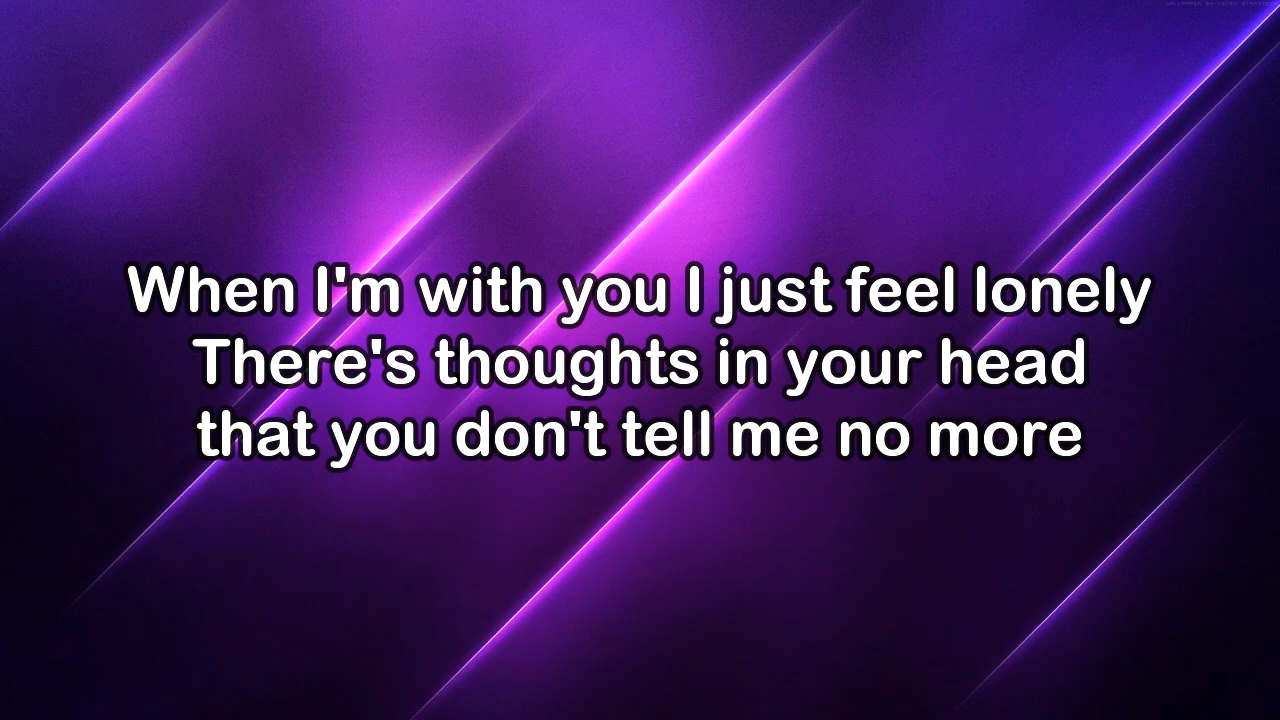 When I'm with you I just feel lonely
There's thoughts in your head
that you don't tell me no more